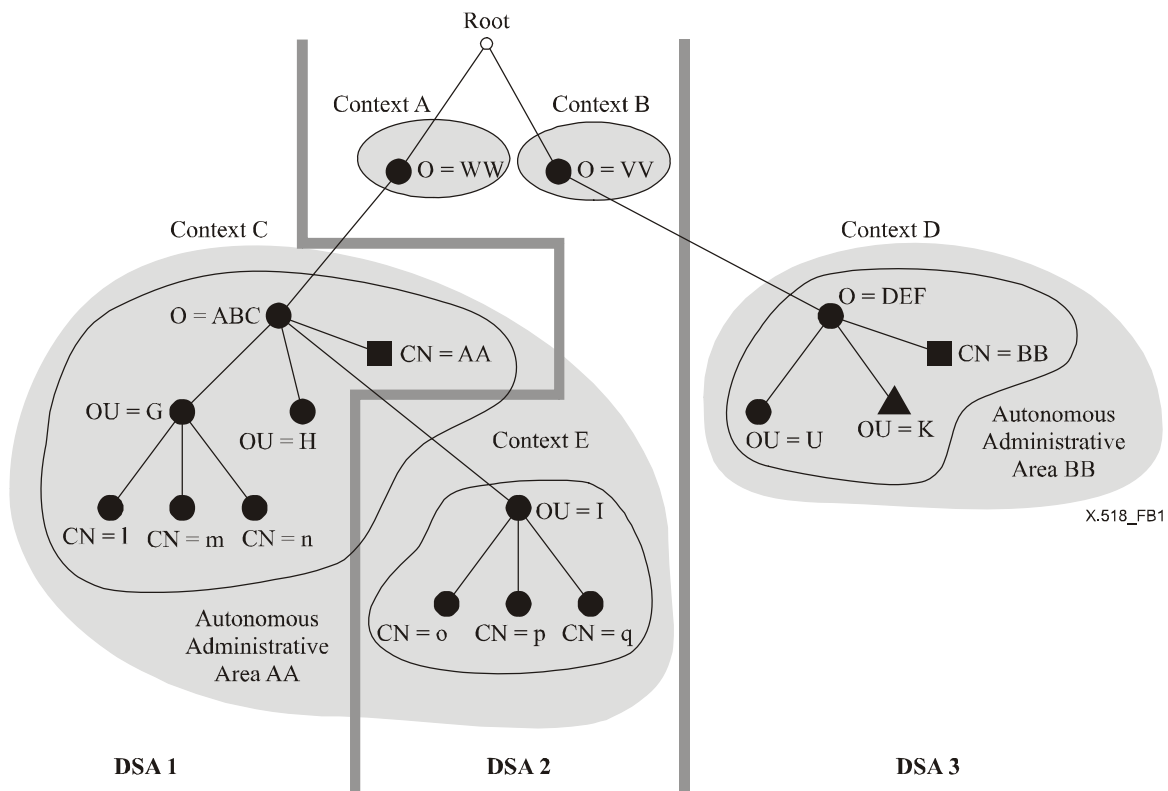 Root
Context A
Context B
O = WW
O = VV
Context C
Context D
O = ABC
O = DEF
CN = AA
CN = BB
OU = G
OU = H
OU = U
OU = K
Autonomous
Administrative
Area BB
Context E
CN = l
CN = m
CN = n
OU = I
X.518_FB1
CN = o
CN = p
CN = q
Autonomous
Administrative
Area AA
DSA 1
DSA 2
DSA 3